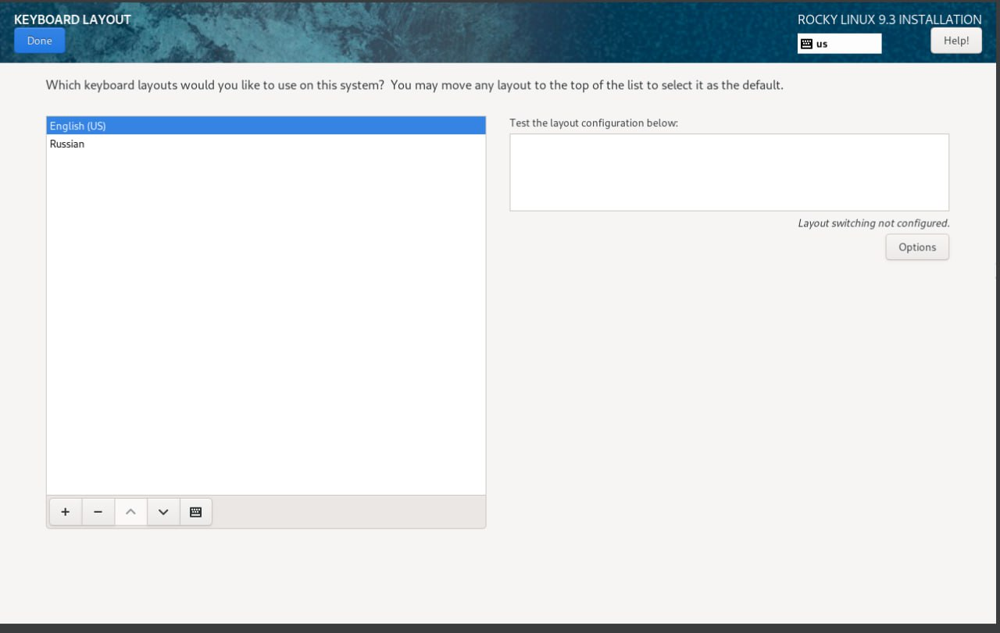 KEYBOARD LAYOUT
Done
ROCKY LINUX 9.3 INSTALLATION
us
Help!
Which keyboard layouts would you like to use on this system?  You may move any layout to the top of the list to select it as the default.
English (US)
Russian
Test the layout configuration below:
Layout switching not configured.
Options